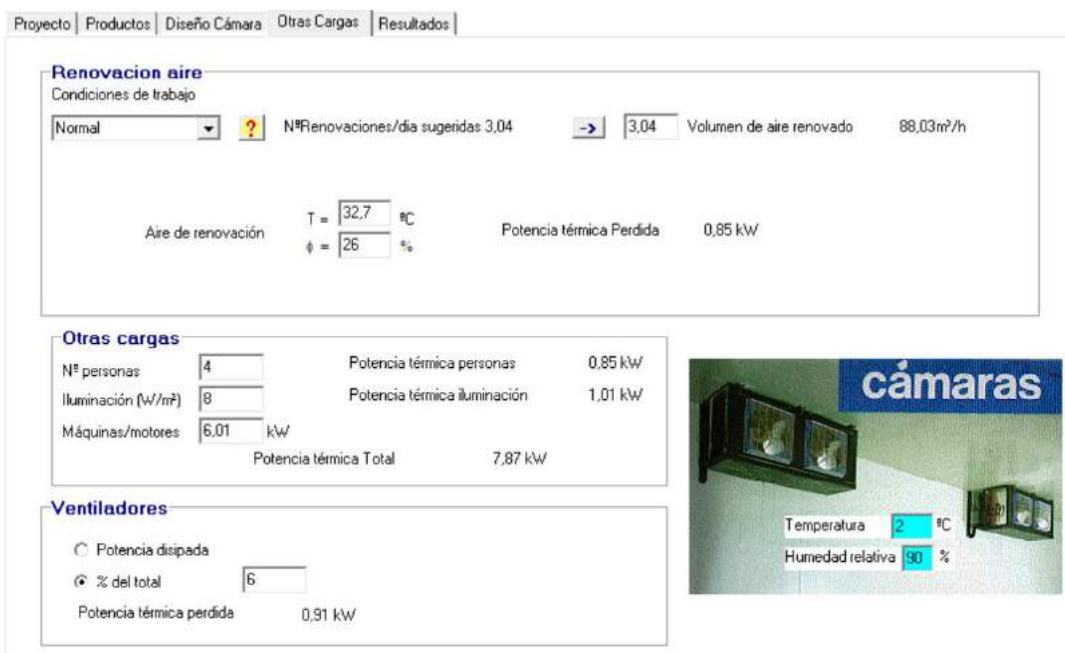 Proyecto Productos Diseño Cámara Otras Cargas Resultados
Renovacion aire
Condiciones de trabajo
Normal ? NºRenovaciones/dia sugeridas 3,04 -> 3,04 Volumen de aire renovado 88,03m³/h
Aire de renovación T = 32,7 ºC Potencia térmica Perdida 0,85 kW
ϕ = 26 %
Otras cargas
Nº personas 4 Potencia térmica personas 0,85 kW
Iluminación (W/m²) 8 Potencia térmica iluminación 1,01 kW
Máquinas/motores 6,01 kW
Potencia térmica Total 7,87 kW
cámaras
Temperatura 2 ºC
Humedad relativa 90 %
Ventiladores
Potencia disipada
% del total 6
Potencia térmica perdida 0,91 kW